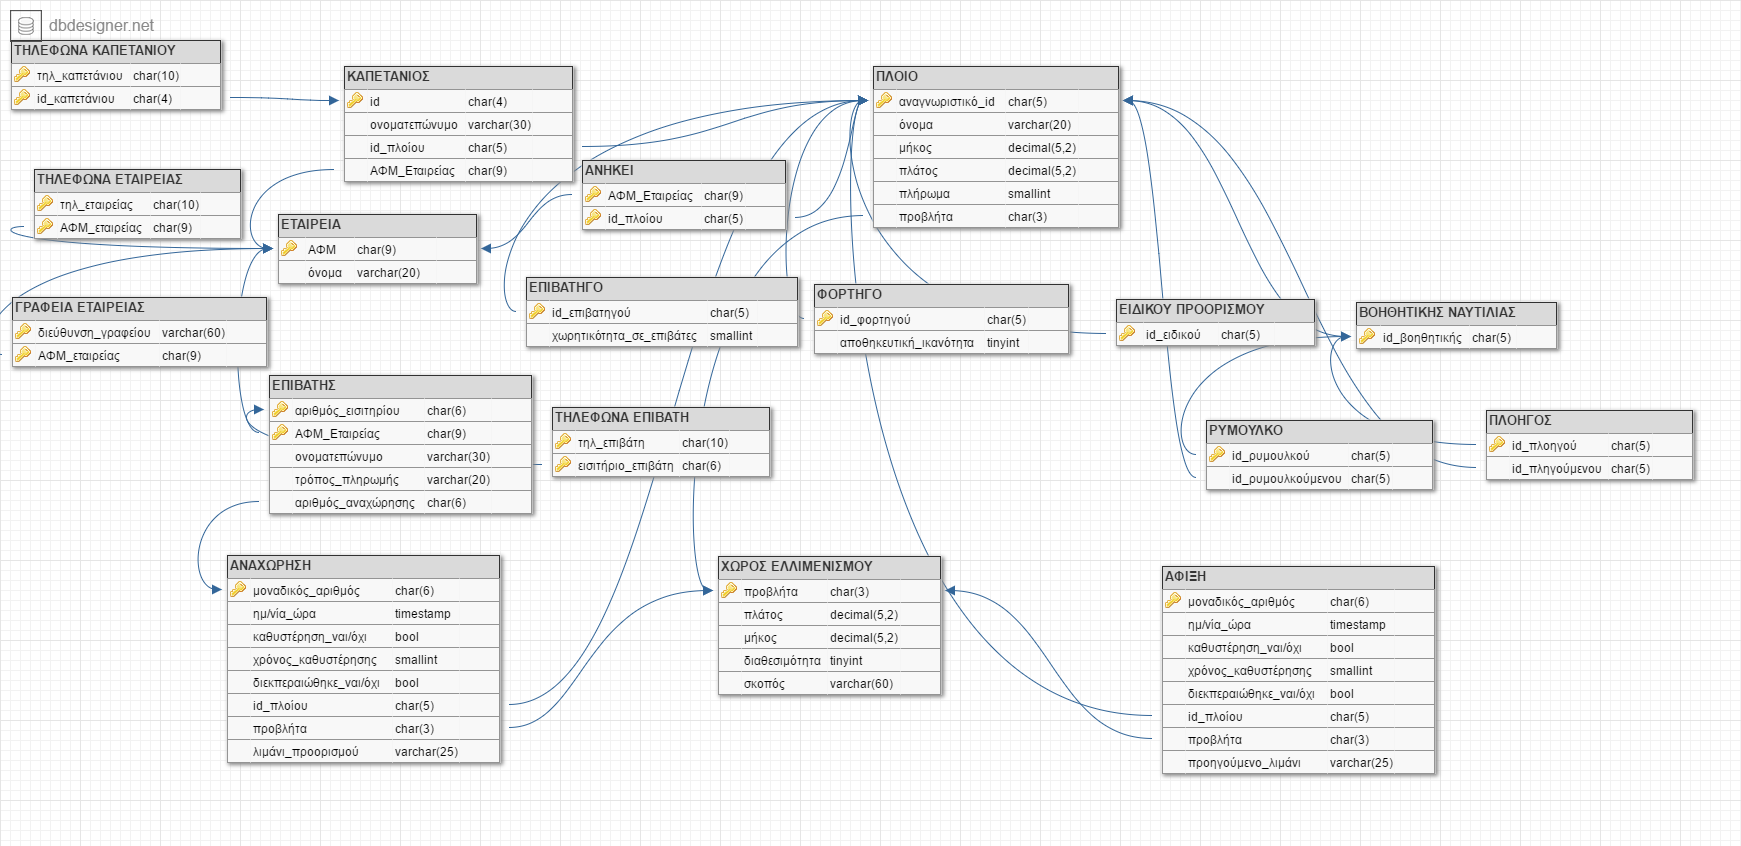 dbdesigner.net
ΤΗΛΕΦΩΝΑ ΚΑΠΕΤΑΝΙΟΥ
τηλ_καπετάνιου char(10)
id_καπετάνιου char(4)
ΚΑΠΕΤΑΝΙΟΣ
id char(4)
ονοματεπώνυμο varchar(30)
id_πλοίου char(5)
ΑΦΜ_Εταιρείας char(9)
ΠΛΟΙΟ
αναγνωριστικό_id char(5)
όνομα varchar(20)
μήκος decimal(5,2)
πλάτος decimal(5,2)
πλήρωμα smallint
προβλήτα char(3)
ΤΗΛΕΦΩΝΑ ΕΤΑΙΡΕΙΑΣ
τηλ_εταιρείας char(10)
ΑΦΜ_εταιρείας char(9)
ΑΝΗΚΕΙ
ΑΦΜ_Εταιρείας char(9)
id_πλοίου char(5)
ΕΤΑΙΡΕΙΑ
ΑΦΜ char(9)
όνομα varchar(20)
ΓΡΑΦΕΙΑ ΕΤΑΙΡΕΙΑΣ
διεύθυνση_γραφείου varchar(60)
ΑΦΜ_εταιρείας char(9)
ΕΠΙΒΑΤΗΓΟ
id_επιβατηγού char(5)
χωρητικότητα_σε_επιβάτες smallint
ΦΟΡΤΗΓΟ
id_φορτηγού char(5)
αποθηκευτική_ικανότητα tinyint
ΕΙΔΙΚΟΥ ΠΡΟΟΡΙΣΜΟΥ
id_ειδικού char(5)
ΒΟΗΘΗΤΙΚΗΣ ΝΑΥΤΙΛΙΑΣ
id_βοηθητικής char(5)
ΕΠΙΒΑΤΗΣ
αριθμός_εισιτηρίου char(6)
ΑΦΜ_Εταιρείας char(9)
ονοματεπώνυμο varchar(30)
τρόπος_πληρωμής varchar(20)
αριθμός_αναχώρησης char(6)
ΤΗΛΕΦΩΝΑ ΕΠΙΒΑΤΗ
τηλ_επιβάτη char(10)
εισιτήριο_επιβάτη char(6)
ΡΥΜΟΥΛΚΟ
id_ρυμουλκού char(5)
id_ρυμουλκούμενου char(5)
ΠΛΟΗΓΟΣ
id_πλοηγού char(5)
id_πληγούμενου char(5)
ΑΝΑΧΩΡΗΣΗ
μοναδικός_αριθμός char(6)
ημ/νία_ώρα timestamp
καθυστέρηση_ναι/όχι bool
χρόνος_καθυστέρησης smallint
διεκπεραιώθηκε_ναι/όχι bool
id_πλοίου char(5)
προβλήτα char(3)
λιμάνι_προορισμού varchar(25)
ΧΩΡΟΣ ΕΛΛΙΜΕΝΙΣΜΟΥ
προβλήτα char(3)
πλάτος decimal(5,2)
μήκος decimal(5,2)
διαθεσιμότητα tinyint
σκοπός varchar(60)
ΑΦΙΞΗ
μοναδικός_αριθμός char(6)
ημ/νία_ώρα timestamp
καθυστέρηση_ναι/όχι bool
χρόνος_καθυστέρησης smallint
διεκπεραιώθηκε_ναι/όχι bool
id_πλοίου char(5)
προβλήτα char(3)
προηγούμενο_λιμάνι varchar(25)